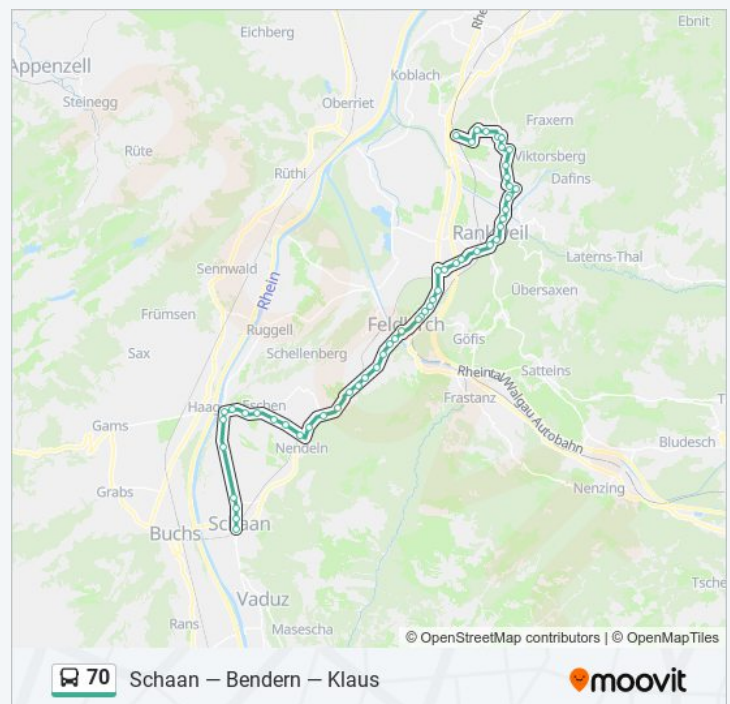 Ebnit
Eichberg
Rhe
Appenzell
Koblach
Steinegg
Oberriet
Fraxern
Rüte
Viktorsberg
Rüthi
Dafins
Rankweil
Laterns-Thal
Sennwald
Rhein
Übersaxen
Frümsen
Ruggell
Feldkirch
Göfis
Sax
Schellenberg
Satteins
Rheintal/Walgau Autobahn
Frastanz
Haag
Eschen
Gams
Nendeln
Bludesch
Grabs
Nenzing
Buchs
Schaan
Tsche
Vaduz
Rans
Masescha
© OpenStreetMap contributors | © OpenMapTiles
70 Schaan — Bendern — Klaus
moovit